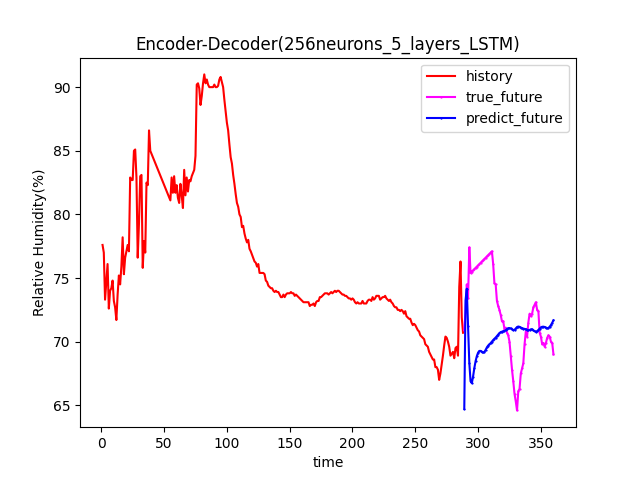 Encoder-Decoder(256neurons_5_layers_LSTM)
history
true_future
predict_future
Relative Humidity(%)
90
85
80
75
70
65
0 50 100 150 200 250 300 350
time